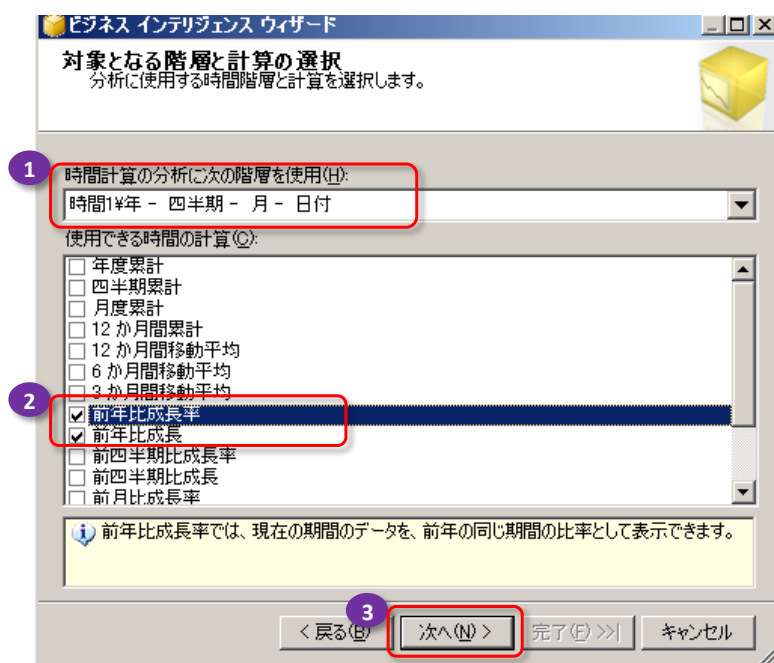 ビジネス インテリジェンス ウィザード
対象となる階層と計算の選択
分析に使用する時間階層と計算を選択します。
1
時間計算の分析に次の階層を使用(H):
時間1¥年 - 四半期 - 月 - 日付
使用できる時間の計算(C):
年度累計
四半期累計
月度累計
12 か月間累計
12 か月間移動平均
6 か月間移動平均
3 か月間移動平均
2
前年比成長率
前年比成長
前四半期比成長率
前四半期比成長
前月比成長率
前年比成長率では、現在の期間のデータを、前年の同じ期間の比率として表示できます。
3
< 戻る(B)
次へ(N) >
完了(F) >>|
キャンセル